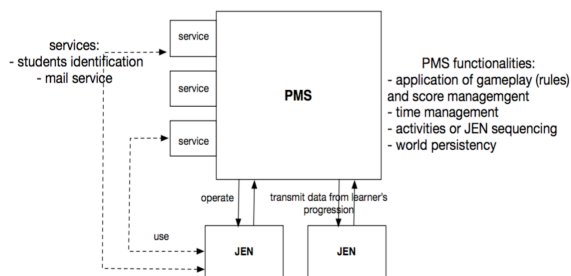 services:
- students identification
- mail service
service
service
service
PMS
PMS functionalities:
- application of gameplay (rules)
and score managemgent
- time management
- activities or JEN sequencing
- world persistency
operate
transmit data from learner's
progression
use
JEN
JEN